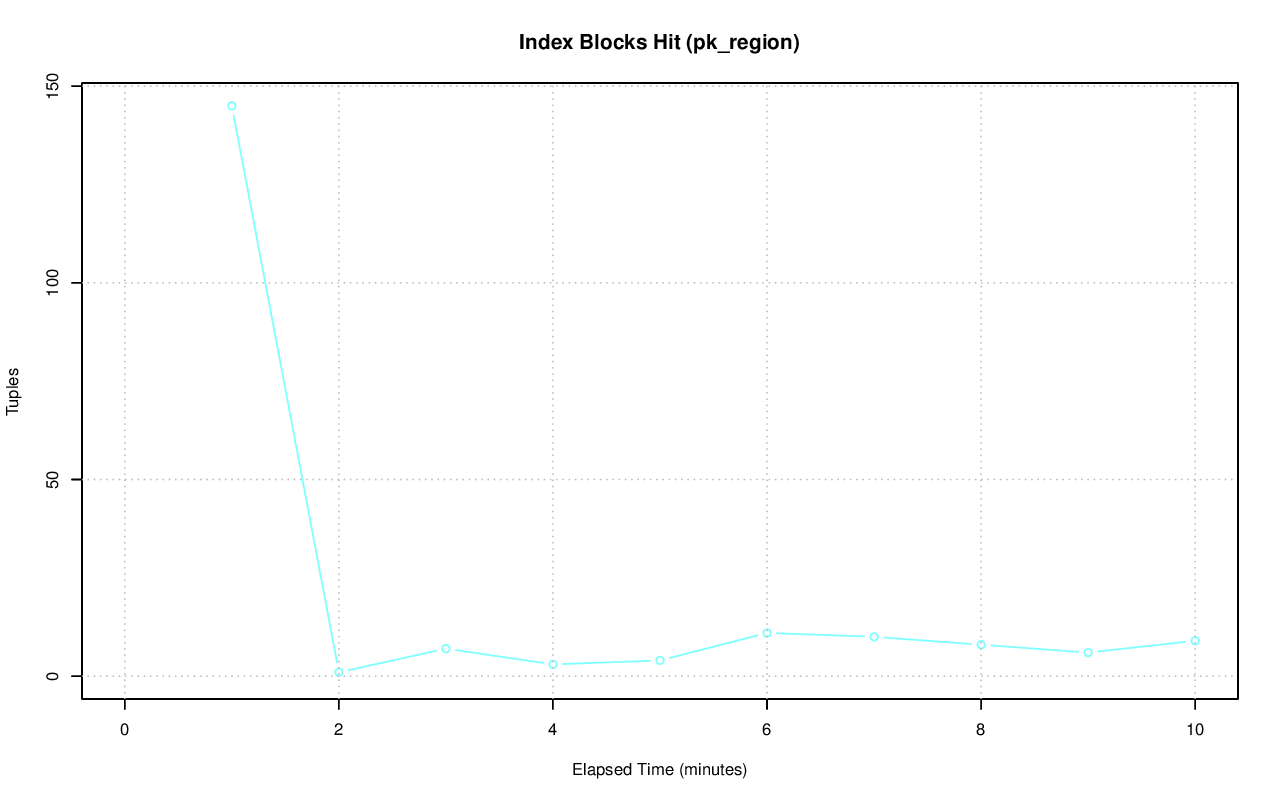 Index Blocks Hit (pk_region)
150
100
50
0
Tuples
0 2 4 6 8 10
Elapsed Time (minutes)